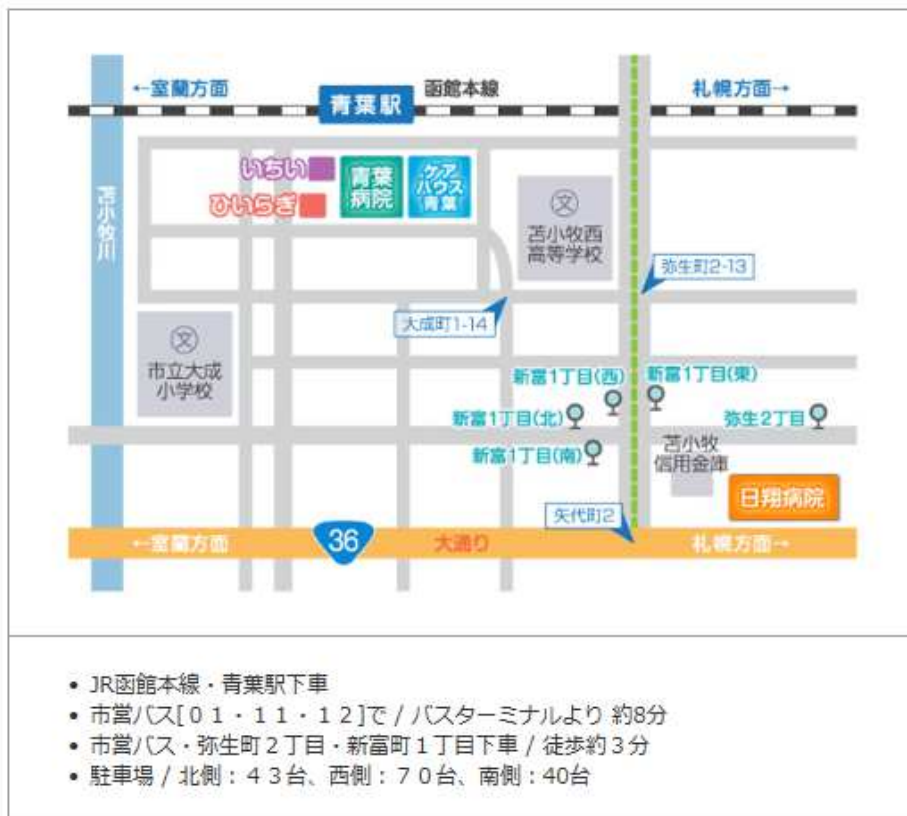 ←室蘭方面
函館本線
札幌方面→
青葉駅
いちい
青葉
病院
ケア
ハウス
青葉
ひいらぎ
文
苫小牧西
高等学校
苫小牧川
弥生町2-13
大成町1-14
文
市立大成
小学校
新富1丁目(西)
新富1丁目(東)
新富1丁目(北)
弥生2丁目
新富1丁目(南)
苫小牧
信用金庫
日翔病院
矢代町2
←室蘭方面
36
大通り
札幌方面→
• JR函館本線・青葉駅下車
• 市営バス[０１・１１・１２]で / バスターミナルより 約8分
• 市営バス・弥生町２丁目・新富町１丁目下車 / 徒歩約３分
• 駐車場 / 北側：４３台、西側：７０台、南側：40台